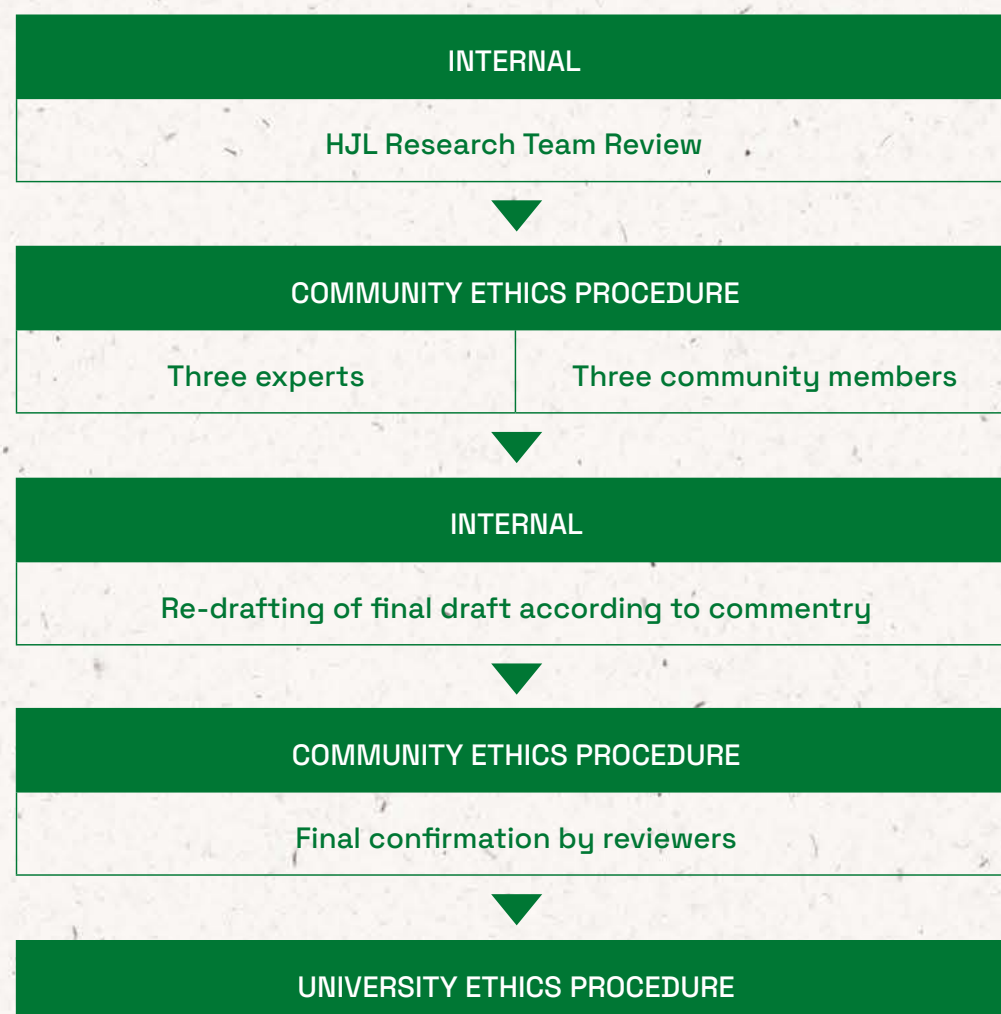 INTERNAL
HJL Research Team Review
COMMUNITY ETHICS PROCEDURE
Three experts
Three community members
INTERNAL
Re-drafting of final draft according to commentry
COMMUNITY ETHICS PROCEDURE
Final confirmation by reviewers
UNIVERSITY ETHICS PROCEDURE